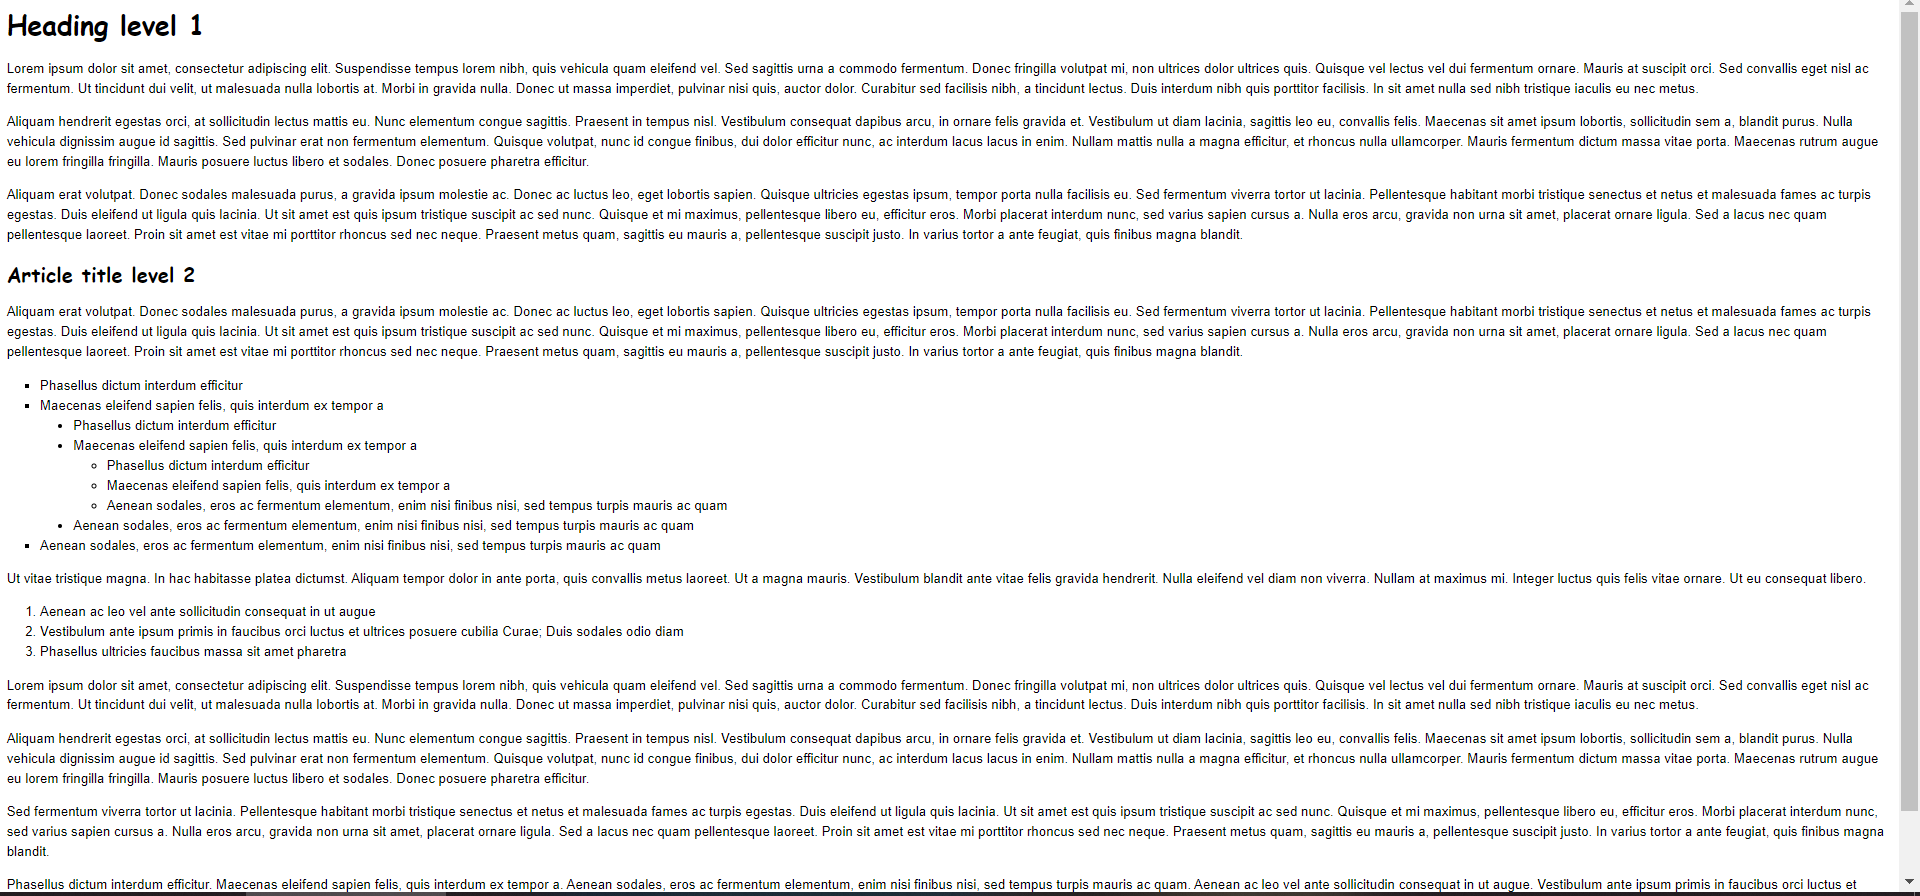 Heading level 1
Lorem ipsum dolor sit amet, consectetur adipiscing elit. Suspendisse tempus lorem nibh, quis vehicula quam eleifend vel. Sed sagittis urna a commodo fermentum. Donec fringilla volutpat mi, non ultrices dolor ultrices quis. Quisque vel lectus vel dui fermentum ornare. Mauris at suscipit orci. Sed convallis eget nisl ac
fermentum. Ut tincidunt dui velit, ut malesuada nulla lobortis at. Morbi in gravida nulla. Donec ut massa imperdiet, pulvinar nisi quis, auctor dolor. Curabitur sed facilisis nibh, a tincidunt lectus. Duis interdum nibh quis porttitor facilisis. In sit amet nulla sed nibh tristique iaculis eu nec metus.
Aliquam hendrerit egestas orci, at sollicitudin lectus mattis eu. Nunc elementum congue sagittis. Praesent in tempus nisl. Vestibulum consequat dapibus arcu, in ornare felis gravida et. Vestibulum ut diam lacinia, sagittis leo eu, convallis felis. Maecenas sit amet ipsum lobortis, sollicitudin sem a, blandit purus. Nulla
vehicula dignissim augue id sagittis. Sed pulvinar erat non fermentum elementum. Quisque volutpat, nunc id congue finibus, dui dolor efficitur nunc, ac interdum lacus lacus in enim. Nullam mattis nulla a magna efficitur, et rhoncus nulla ullamcorper. Mauris fermentum dictum massa vitae porta. Maecenas rutrum augue
eu lorem fringilla fringilla. Mauris posuere luctus libero et sodales. Donec posuere pharetra efficitur.
Aliquam erat volutpat. Donec sodales malesuada purus, a gravida ipsum molestie ac. Donec ac luctus leo, eget lobortis sapien. Quisque ultricies egestas ipsum, tempor porta nulla facilisis eu. Sed fermentum viverra tortor ut lacinia. Pellentesque habitant morbi tristique senectus et netus et malesuada fames ac turpis
egestas. Duis eleifend ut ligula quis lacinia. Ut sit amet est quis ipsum tristique suscipit ac sed nunc. Quisque et mi maximus, pellentesque libero eu, efficitur eros. Morbi placerat interdum nunc, sed varius sapien cursus a. Nulla eros arcu, gravida non urna sit amet, placerat ornare ligula. Sed a lacus nec quam
pellentesque laoreet. Proin sit amet est vitae mi porttitor rhoncus sed nec neque. Praesent metus quam, sagittis eu mauris a, pellentesque suscipit justo. In varius tortor a ante feugiat, quis finibus magna blandit.
Article title level 2
Aliquam erat volutpat. Donec sodales malesuada purus, a gravida ipsum molestie ac. Donec ac luctus leo, eget lobortis sapien. Quisque ultricies egestas ipsum, tempor porta nulla facilisis eu. Sed fermentum viverra tortor ut lacinia. Pellentesque habitant morbi tristique senectus et netus et malesuada fames ac turpis
egestas. Duis eleifend ut ligula quis lacinia. Ut sit amet est quis ipsum tristique suscipit ac sed nunc. Quisque et mi maximus, pellentesque libero eu, efficitur eros. Morbi placerat interdum nunc, sed varius sapien cursus a. Nulla eros arcu, gravida non urna sit amet, placerat ornare ligula. Sed a lacus nec quam
pellentesque laoreet. Proin sit amet est vitae mi porttitor rhoncus sed nec neque. Praesent metus quam, sagittis eu mauris a, pellentesque suscipit justo. In varius tortor a ante feugiat, quis finibus magna blandit.
▪ Phasellus dictum interdum efficitur
▪ Maecenas eleifend sapien felis, quis interdum ex tempor a
• Phasellus dictum interdum efficitur
• Maecenas eleifend sapien felis, quis interdum ex tempor a
◦ Phasellus dictum interdum efficitur
◦ Maecenas eleifend sapien felis, quis interdum ex tempor a
◦ Aenean sodales, eros ac fermentum elementum, enim nisi finibus nisi, sed tempus turpis mauris ac quam
• Aenean sodales, eros ac fermentum elementum, enim nisi finibus nisi, sed tempus turpis mauris ac quam
▪ Aenean sodales, eros ac fermentum elementum, enim nisi finibus nisi, sed tempus turpis mauris ac quam
Ut vitae tristique magna. In hac habitasse platea dictumst. Aliquam tempor dolor in ante porta, quis convallis metus laoreet. Ut a magna mauris. Vestibulum blandit ante vitae felis gravida hendrerit. Nulla eleifend vel diam non viverra. Nullam at maximus mi. Integer luctus quis felis vitae ornare. Ut eu consequat libero.
1. Aenean ac leo vel ante sollicitudin consequat in ut augue
2. Vestibulum ante ipsum primis in faucibus orci luctus et ultrices posuere cubilia Curae; Duis sodales odio diam
3. Phasellus ultricies faucibus massa sit amet pharetra
Lorem ipsum dolor sit amet, consectetur adipiscing elit. Suspendisse tempus lorem nibh, quis vehicula quam eleifend vel. Sed sagittis urna a commodo fermentum. Donec fringilla volutpat mi, non ultrices dolor ultrices quis. Quisque vel lectus vel dui fermentum ornare. Mauris at suscipit orci. Sed convallis eget nisl ac
fermentum. Ut tincidunt dui velit, ut malesuada nulla lobortis at. Morbi in gravida nulla. Donec ut massa imperdiet, pulvinar nisi quis, auctor dolor. Curabitur sed facilisis nibh, a tincidunt lectus. Duis interdum nibh quis porttitor facilisis. In sit amet nulla sed nibh tristique iaculis eu nec metus.
Aliquam hendrerit egestas orci, at sollicitudin lectus mattis eu. Nunc elementum congue sagittis. Praesent in tempus nisl. Vestibulum consequat dapibus arcu, in ornare felis gravida et. Vestibulum ut diam lacinia, sagittis leo eu, convallis felis. Maecenas sit amet ipsum lobortis, sollicitudin sem a, blandit purus. Nulla
vehicula dignissim augue id sagittis. Sed pulvinar erat non fermentum elementum. Quisque volutpat, nunc id congue finibus, dui dolor efficitur nunc, ac interdum lacus lacus in enim. Nullam mattis nulla a magna efficitur, et rhoncus nulla ullamcorper. Mauris fermentum dictum massa vitae porta. Maecenas rutrum augue
eu lorem fringilla fringilla. Mauris posuere luctus libero et sodales. Donec posuere pharetra efficitur.
Sed fermentum viverra tortor ut lacinia. Pellentesque habitant morbi tristique senectus et netus et malesuada fames ac turpis egestas. Duis eleifend ut ligula quis lacinia. Ut sit amet est quis ipsum tristique suscipit ac sed nunc. Quisque et mi maximus, pellentesque libero eu, efficitur eros. Morbi placerat interdum nunc,
sed varius sapien cursus a. Nulla eros arcu, gravida non urna sit amet, placerat ornare ligula. Sed a lacus nec quam pellentesque laoreet. Proin sit amet est vitae mi porttitor rhoncus sed nec neque. Praesent metus quam, sagittis eu mauris a, pellentesque suscipit justo. In varius tortor a ante feugiat, quis finibus magna
blandit.
Phasellus dictum interdum efficitur. Maecenas eleifend sapien felis, quis interdum ex tempor a. Aenean sodales, eros ac fermentum elementum, enim nisi finibus nisi, sed tempus turpis mauris ac quam. Aenean ac leo vel ante sollicitudin consequat in ut augue. Vestibulum ante ipsum primis in faucibus orci luctus et